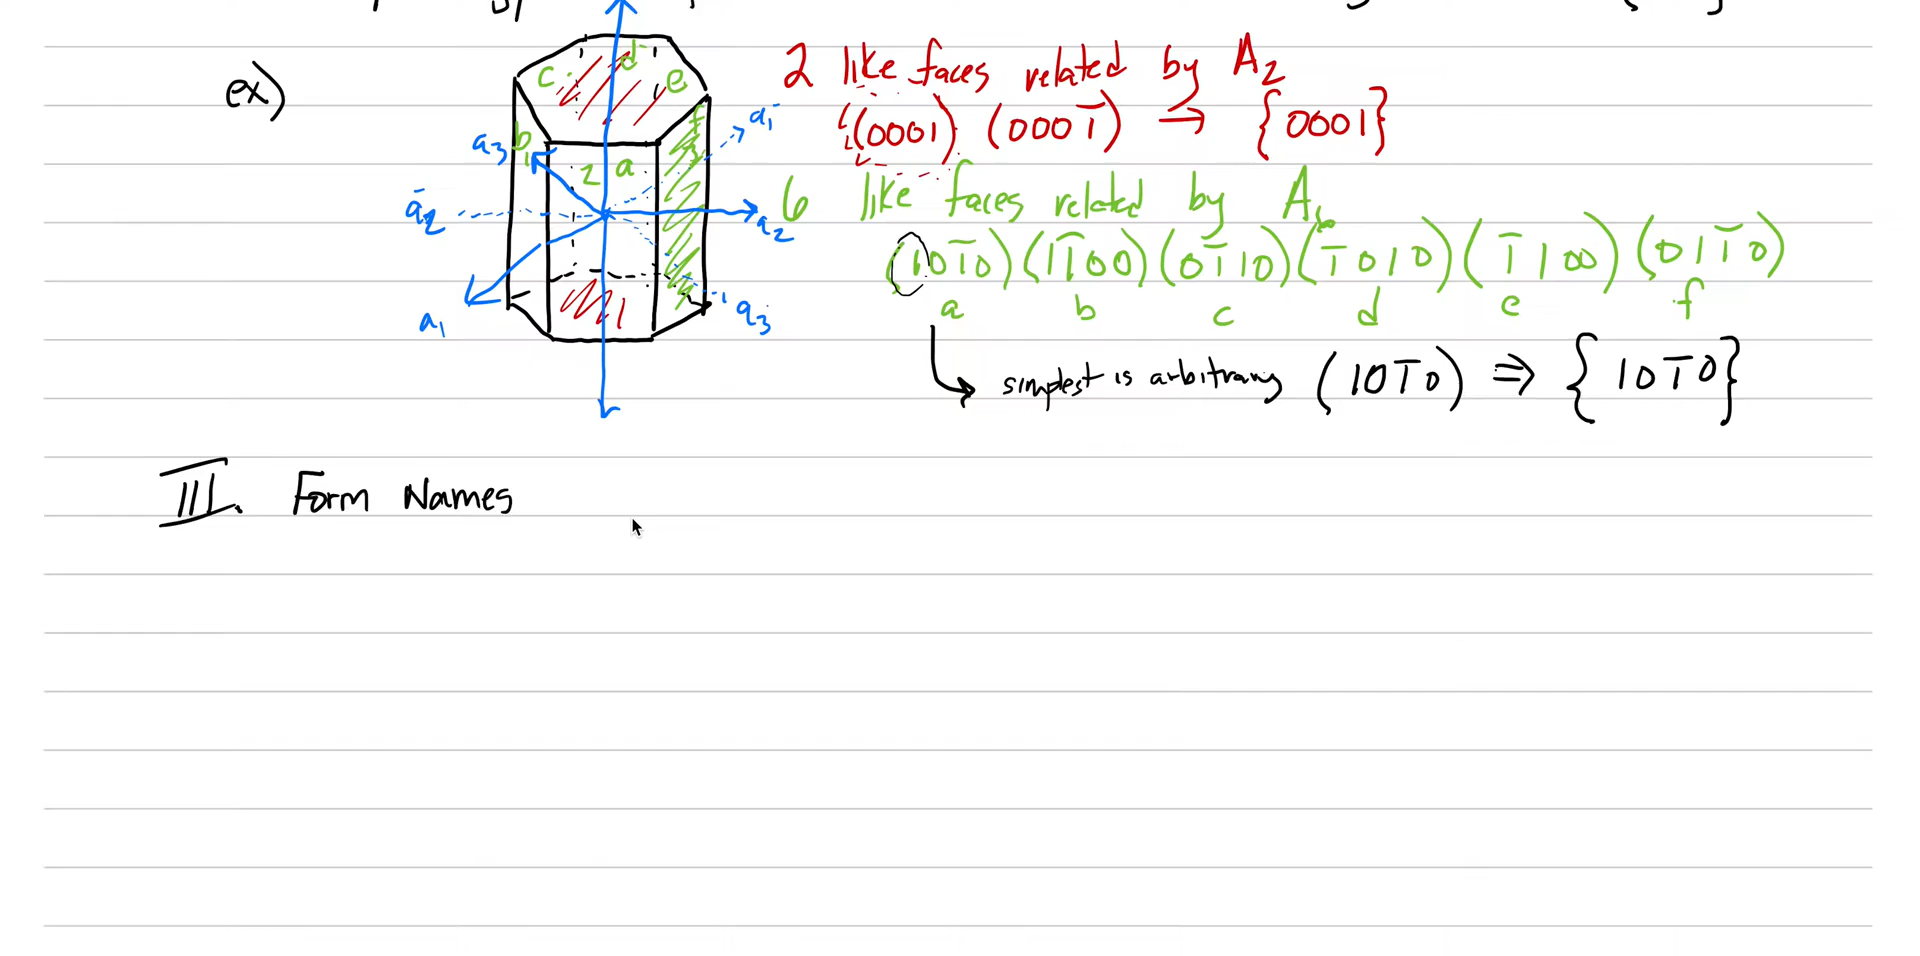 ex)
2 like faces related by A₂
(0001) (0001̄) → {0001}
6 like faces related by A₆
(101̄0) (11̄00) (01̄10) (1̄010) (1̄100) (011̄0)
a b c d e f
simplest is arbitrary (101̄0) ⇒ {101̄0}
c d e
b a f
z
a₃ ā₁
ā₂ a₂
a₁ a₃
III. Form Names